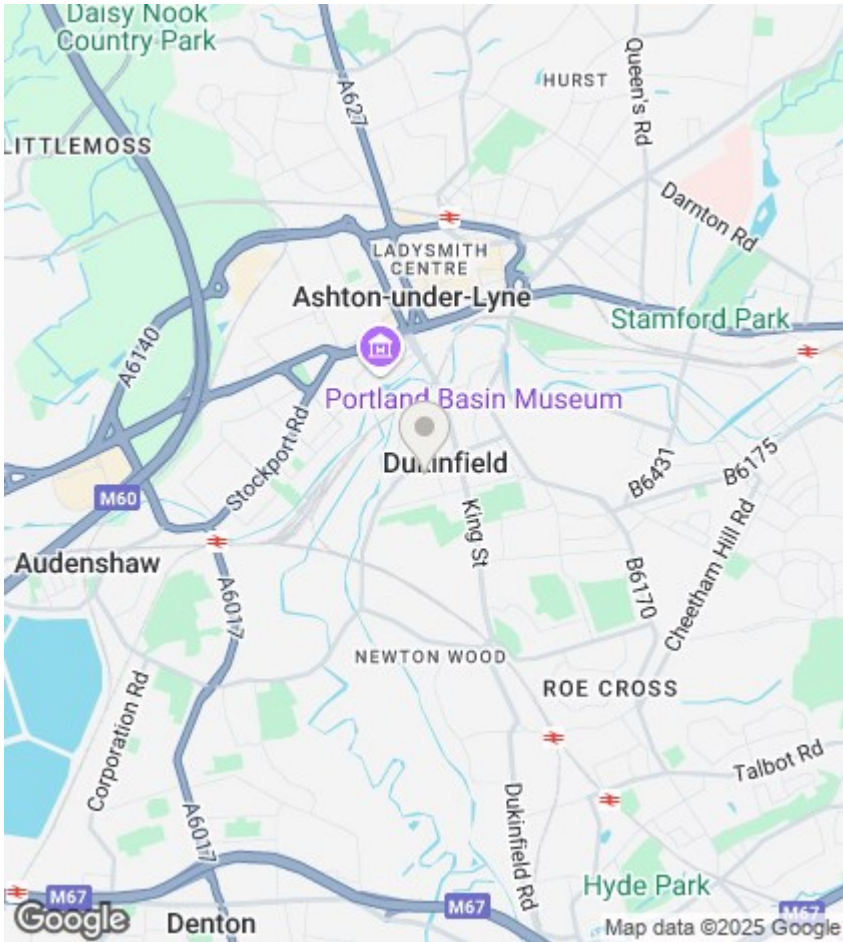 Daisy Nook
Country Park
HURST
Queen's Rd
A627
LITTLEMOSS
Darnton Rd
LADYSMITH
CENTRE
Ashton-under-Lyne
Stamford Park
A6140
Portland Basin Museum
Stockport Rd
Dukinfield
B6431
B6175
M60
King St
Cheetham Hill Rd
Audenshaw
A6017
B6170
NEWTON WOOD
ROE CROSS
Corporation Rd
Talbot Rd
A6017
Dukinfield Rd
Hyde Park
M67
M67
M67
Google
Denton
Map data ©2025 Google